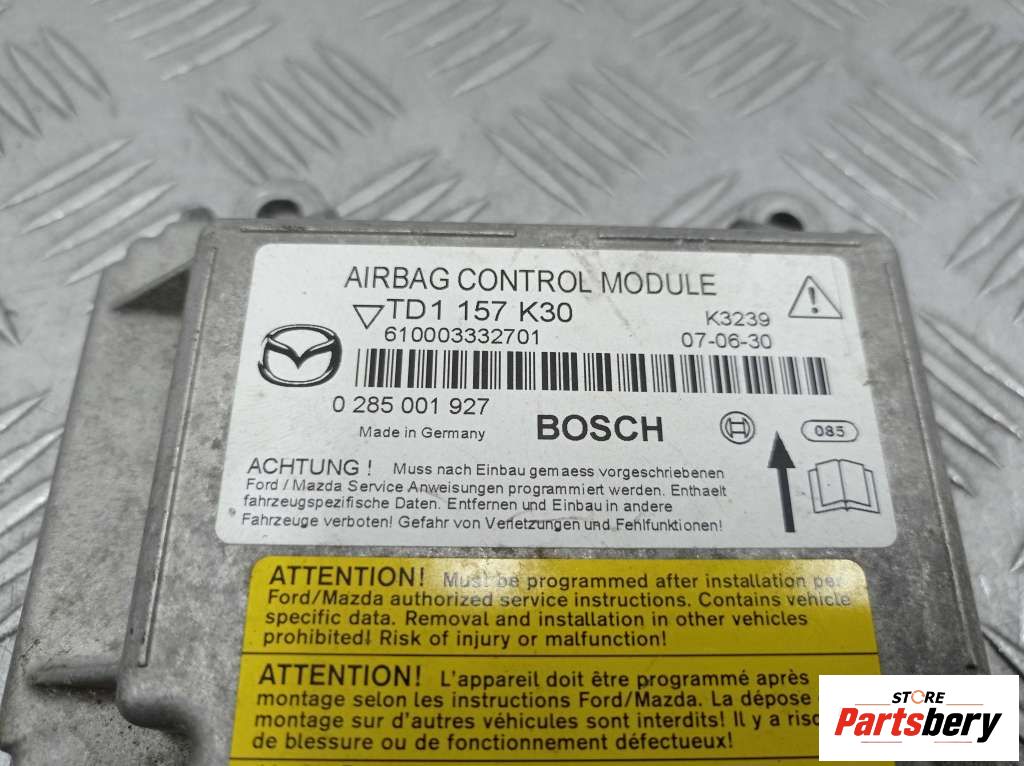 AIRBAG CONTROL MODULE
TD1 157 K30
K3239
610003332701
07-06-30
0 285 001 927
BOSCH
085
Made in Germany
ACHTUNG ! Muss nach Einbau gemaess vorgeschriebenen
Ford / Mazda Service Anweisungen programmiert werden. Enthaelt
fahrzeugspezifische Daten. Entfernen und Einbau in andere
Fahrzeuge verboten! Gefahr von Verletzungen und Fehlfunktionen!
ATTENTION! Must be programmed after installation per
Ford/Mazda authorized service instructions. Contains vehicle
specific data. Removal and installation in other vehicles
prohibited! Risk of injury or malfunction!
ATTENTION! L'appareil doit être programmé après
montage selon les instructions Ford/Mazda. La dépose
montage sur d'autres véhicules sont interdits! Il y a
de blessure ou de fonctionnement défectueux!
STORE
Partsbery